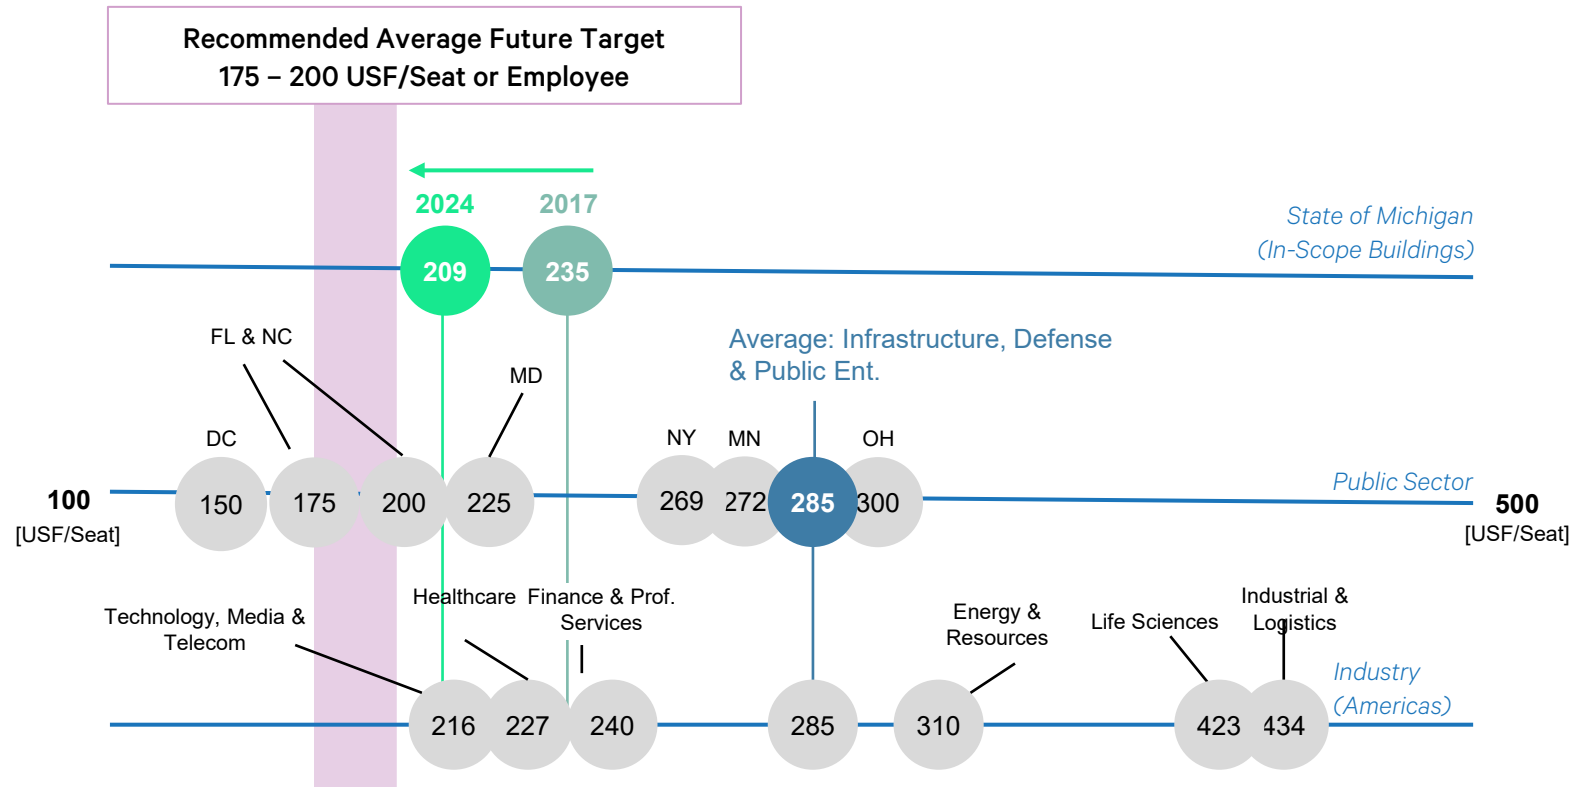 Recommended Average Future Target
175 – 200 USF/Seat or Employee
2024
2017
State of Michigan
(In-Scope Buildings)
209
235
FL & NC
Average: Infrastructure, Defense
& Public Ent.
MD
DC
NY
MN
OH
100
[USF/Seat]
150
175
200
225
269
272
285
300
Public Sector
500
[USF/Seat]
Technology, Media &
Telecom
Healthcare
Finance & Prof.
Services
Energy &
Resources
Life Sciences
Industrial &
Logistics
Industry
(Americas)
216
227
240
285
310
423
434